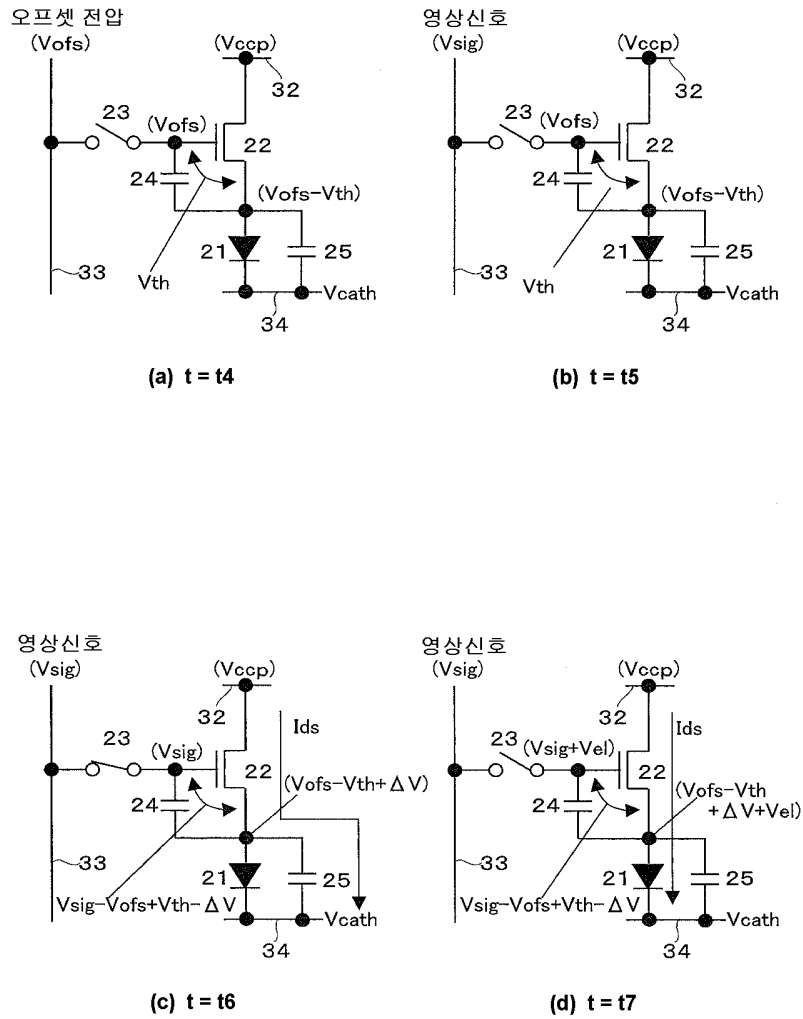 오프셋 전압
(Vofs)
(Vccp)
32
23
(Vofs)
22
24
(Vofs-Vth)
21
25
33
Vth
Vcath
34
(a) t = t4
영상신호
(Vsig)
(Vccp)
32
23
(Vofs)
22
24
(Vofs-Vth)
21
25
33
Vth
Vcath
34
(b) t = t5
영상신호
(Vsig)
(Vccp)
32
Ids
23
(Vsig)
22
(Vofs-Vth+ΔV)
24
33
21
25
Vsig-Vofs+Vth-ΔV
Vcath
34
(c) t = t6
영상신호
(Vsig)
(Vccp)
32
Ids
23
(Vsig+Vel)
22
(Vofs-Vth
+ΔV+Vel)
24
33
21
25
Vsig-Vofs+Vth-ΔV
Vcath
34
(d) t = t7